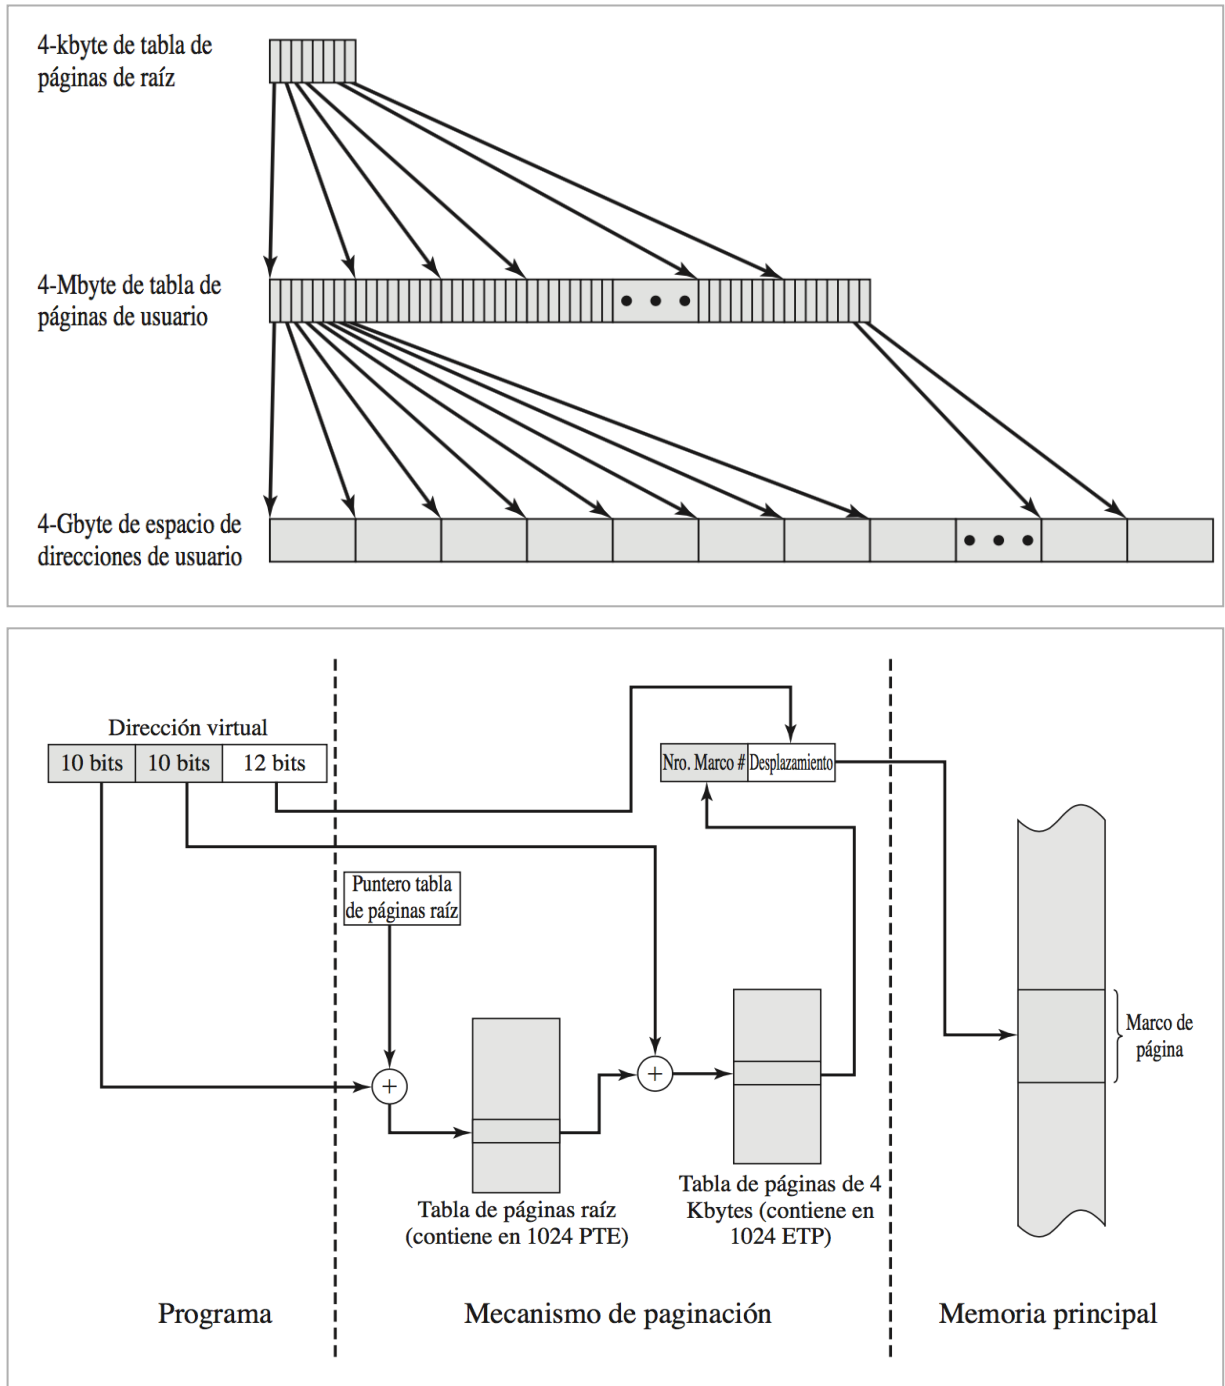 4-kbyte de tabla de
páginas de raíz
4-Mbyte de tabla de
páginas de usuario
4-Gbyte de espacio de
direcciones de usuario
Dirección virtual
10 bits
10 bits
12 bits
Nro. Marco #
Desplazamiento
Puntero tabla
de páginas raíz
+
+
Marco de
página
Tabla de páginas raíz
(contiene en 1024 PTE)
Tabla de páginas de 4
Kbytes (contiene en
1024 ETP)
Programa
Mecanismo de paginación
Memoria principal